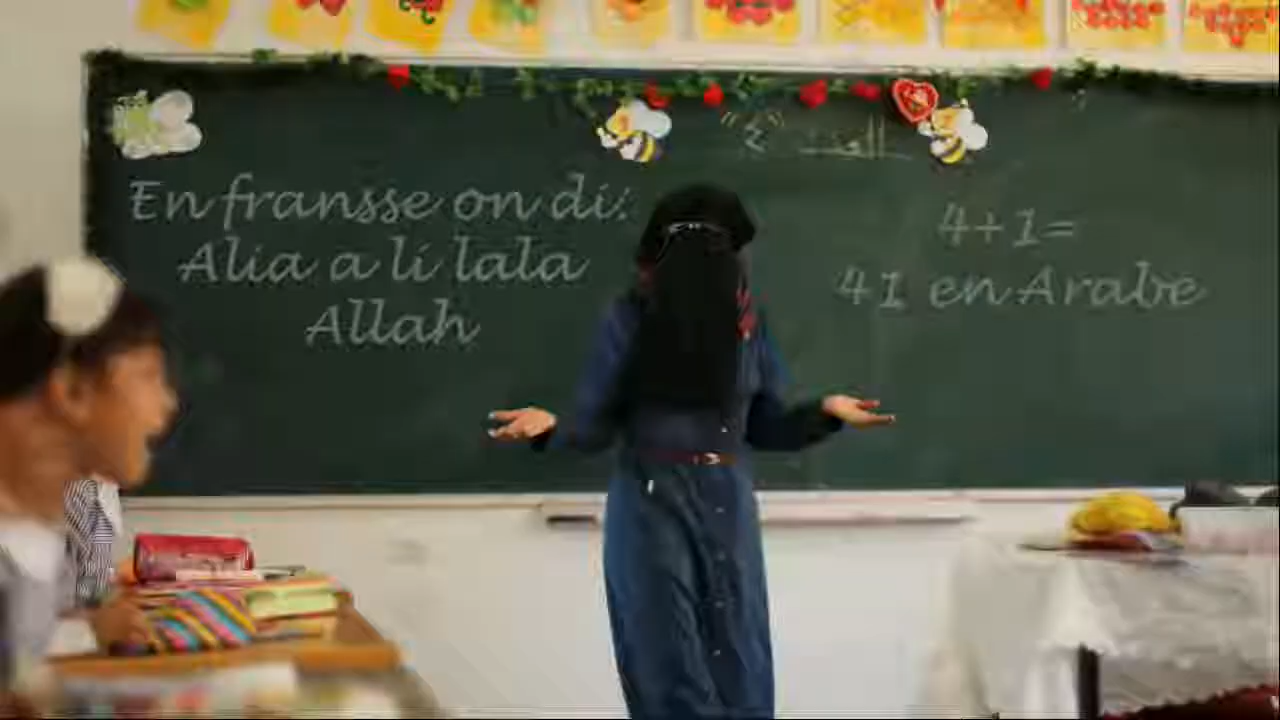 En fransse on di:
Alia a li lala
Allah
4+1=
41 en Arabe